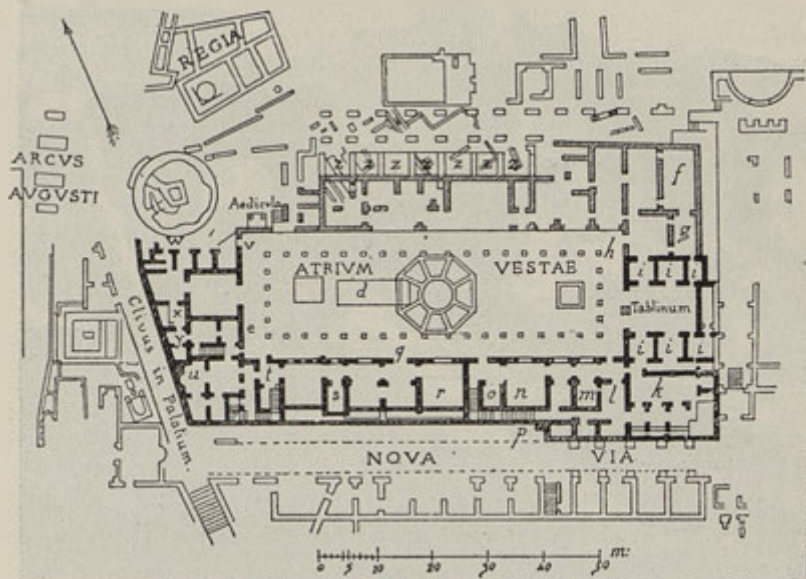 REGIA
ARCVS
AVGVSTI
Aedicula
f
g
z z z z z z
v
ATRIVM VESTAE
h
i i i
d
Tablinum
e
x
y
i i i
q
u
t
s
r
o
n
m
l
k
Clivus in Palatium.
p
NOVA VIA
0 5 10 20 30 40 50 m: